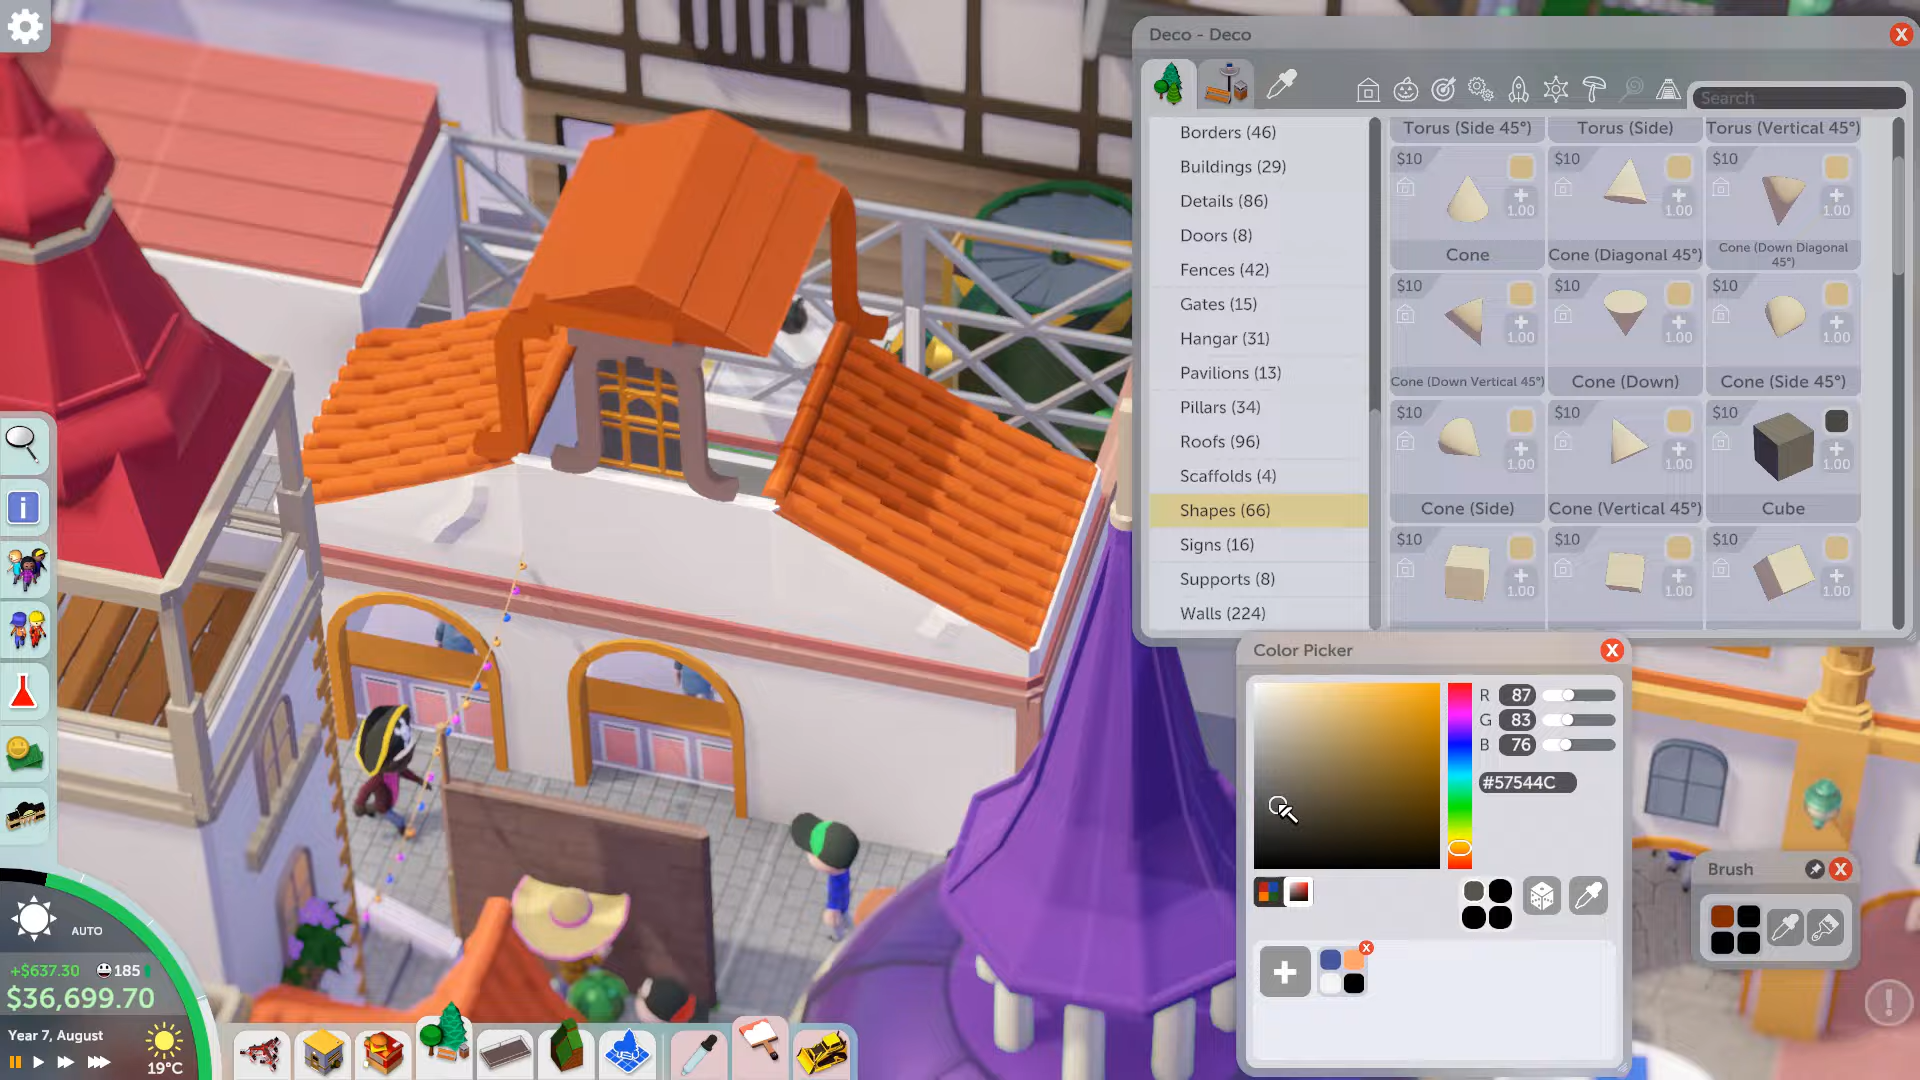 Deco - Deco
Search
Borders (46)
Buildings (29)
Details (86)
Doors (8)
Fences (42)
Gates (15)
Hangar (31)
Pavilions (13)
Pillars (34)
Roofs (96)
Scaffolds (4)
Shapes (66)
Signs (16)
Supports (8)
Walls (224)
Torus (Side 45°)
Torus (Side)
Torus (Vertical 45°)
$10
1.00
Cone
$10
1.00
Cone (Diagonal 45°)
$10
1.00
Cone (Down Diagonal
45°)
$10
1.00
Cone (Down Vertical 45°)
$10
1.00
Cone (Down)
$10
1.00
Cone (Side 45°)
$10
1.00
Cone (Side)
$10
1.00
Cone (Vertical 45°)
$10
1.00
Cube
$10
1.00
$10
1.00
$10
1.00
Color Picker
R 87
G 83
B 76
#57544C
Brush
AUTO
+$637.30
185
$36,699.70
Year 7, August
19°C